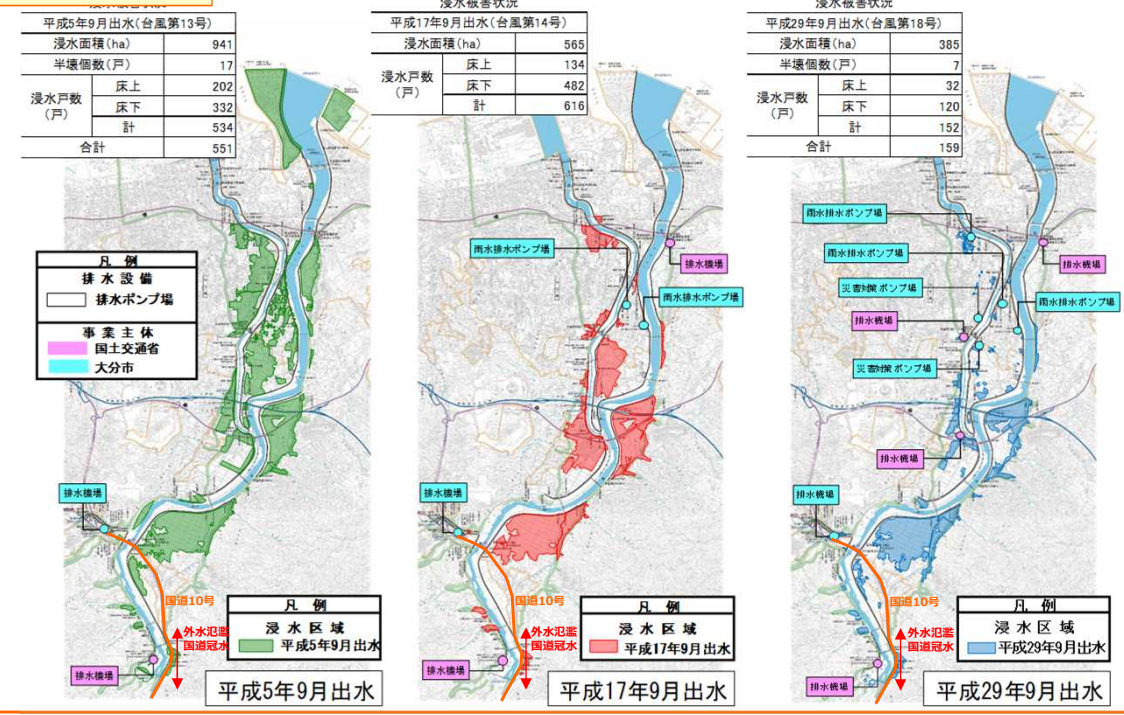 浸水被害状況
平成5年9月出水(台風第13号)
浸水面積(ha) 941
半壊個数(戸) 17
浸水戸数(戸) 床上 202
床下 332
計 534
合計 551
凡例
排水設備
排水ポンプ場
事業主体
国土交通省
大分市
排水機場
国道10号
外水氾濫
国道冠水
排水機場
凡例
浸水区域
平成5年9月出水
平成5年9月出水
浸水被害状況
平成17年9月出水(台風第14号)
浸水面積(ha) 565
浸水戸数(戸) 床上 134
床下 482
計 616
雨水排水ポンプ場
排水機場
雨水排水ポンプ場
排水機場
国道10号
外水氾濫
国道冠水
排水機場
凡例
浸水区域
平成17年9月出水
平成17年9月出水
浸水被害状況
平成29年9月出水(台風第18号)
浸水面積(ha) 385
半壊個数(戸) 7
浸水戸数(戸) 床上 32
床下 120
計 152
合計 159
雨水排水ポンプ場
雨水排水ポンプ場
排水機場
災害対策ポンプ場
雨水排水ポンプ場
排水機場
災害対策ポンプ場
排水機場
排水機場
国道10号
外水氾濫
国道冠水
排水機場
凡例
浸水区域
平成29年9月出水
平成29年9月出水